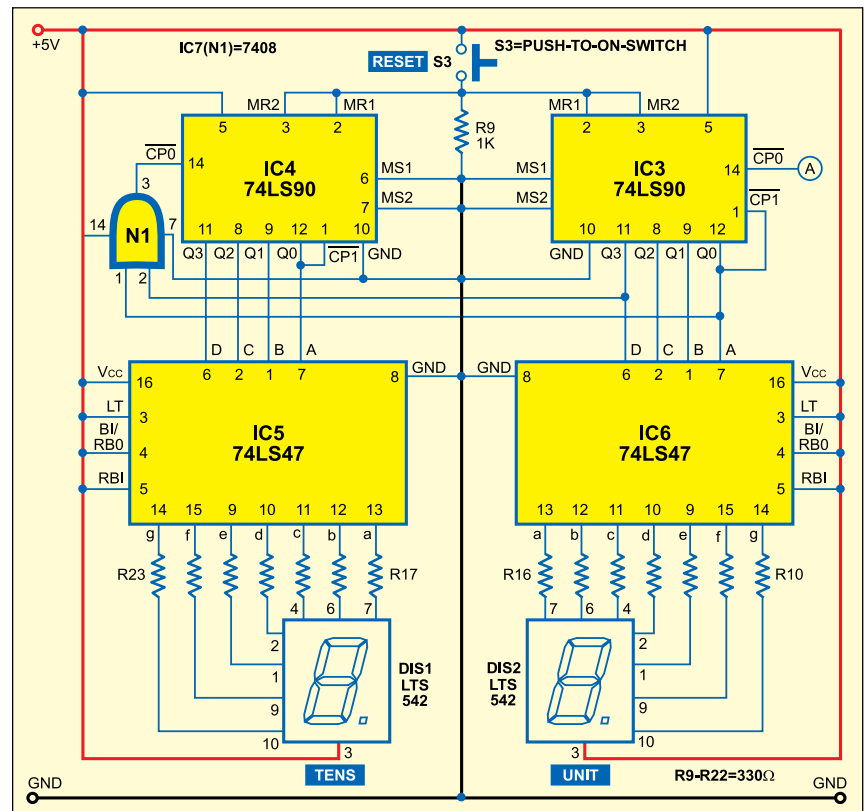 +5V
IC7(N1)=7408
RESET S3
S3=PUSH-TO-ON-SWITCH
MR2 MR1
MR1 MR2
5 3 2
R9
1K
2 3 5
CP0
14
IC4
74LS90
6 MS1
7 MS2
MS1
MS2
IC3
74LS90
14
CP0
A
1
CP1
3
14
N1
7
1 2
11 8 9 12 1 10
Q3 Q2 Q1 Q0 CP1 GND
10 11 8 9 12
GND Q3 Q2 Q1 Q0
D C B A
6 2 1 7
D C B A
6 2 1 7
8 GND
GND 8
VCC 16
LT 3
BI/
RB0 4
RBI 5
IC5
74LS47
IC6
74LS47
16 VCC
3 LT
4 BI/
RB0
5 RBI
14 15 9 10 11 12 13
g f e d c b a
13 12 11 10 9 15 14
a b c d e f g
R23
R17
R16
R10
4 6 7
2
1
9
10
3
DIS1
LTS
542
7 6 4
2
1
9
10
3
DIS2
LTS
542
TENS
UNIT
R9-R22=330Ω
GND
GND